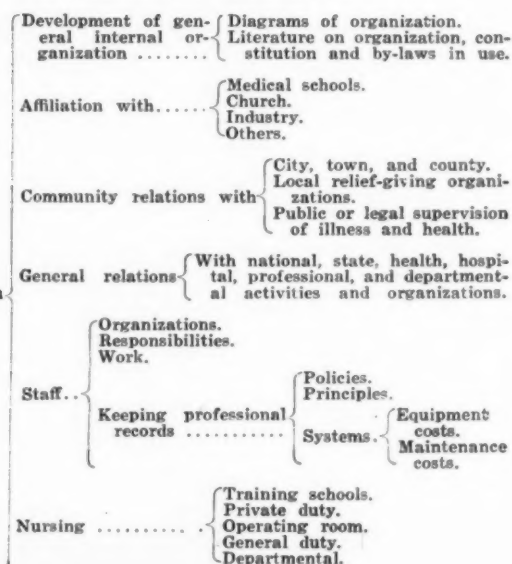 Development of gen- Diagrams of organization.
eral internal or- Literature on organization, con-
ganization ........ stitution and by-laws in use.
Medical schools.
Affiliation with...... Church.
Industry.
Others.
City, town, and county.
Community relations with Local relief-giving organi-
zations.
Public or legal supervision
of illness and health.
General relations With national, state, health, hospi-
tal, professional, and department-
al activities and organizations.
Organizations.
Responsibilities.
Work.
Staff..
Policies.
Keeping professional Principles.
records ........... Systems. Equipment
costs.
Maintenance
costs.
Training schools.
Private duty.
Nursing .......... . Operating room.
General duty.
Departmental.